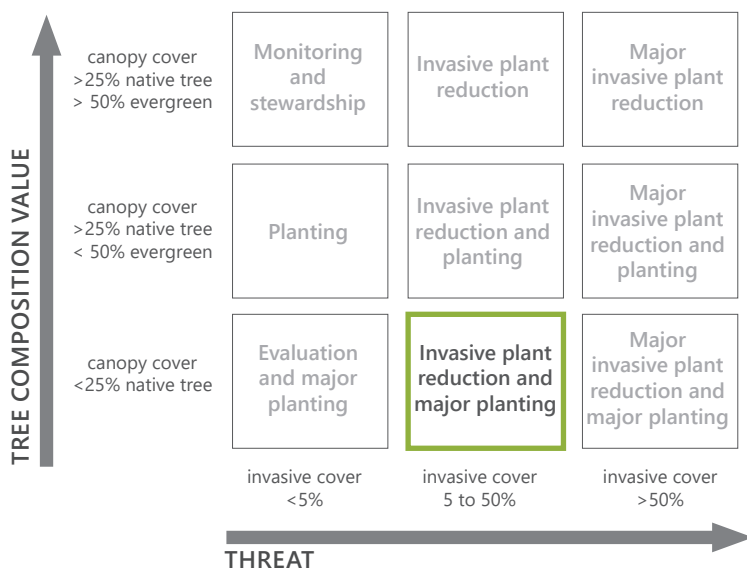 TREE COMPOSITION VALUE
canopy cover
>25% native tree
> 50% evergreen
Monitoring
and
stewardship
Invasive plant
reduction
Major
invasive plant
reduction
canopy cover
>25% native tree
< 50% evergreen
Planting
Invasive plant
reduction and
planting
Major
invasive plant
reduction and
planting
canopy cover
<25% native tree
Evaluation
and major
planting
Invasive plant
reduction and
major planting
Major
invasive plant
reduction and
major planting
invasive cover
<5%
invasive cover
5 to 50%
invasive cover
>50%
THREAT